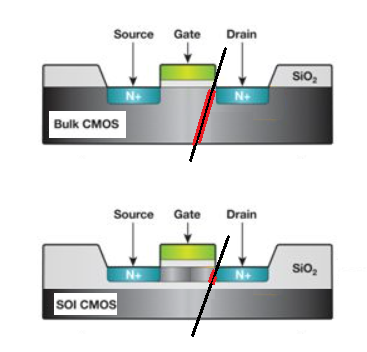 Source Gate Drain
SiO2
N+ N+
Bulk CMOS
Source Gate Drain
N+ N+ SiO2
SOI CMOS